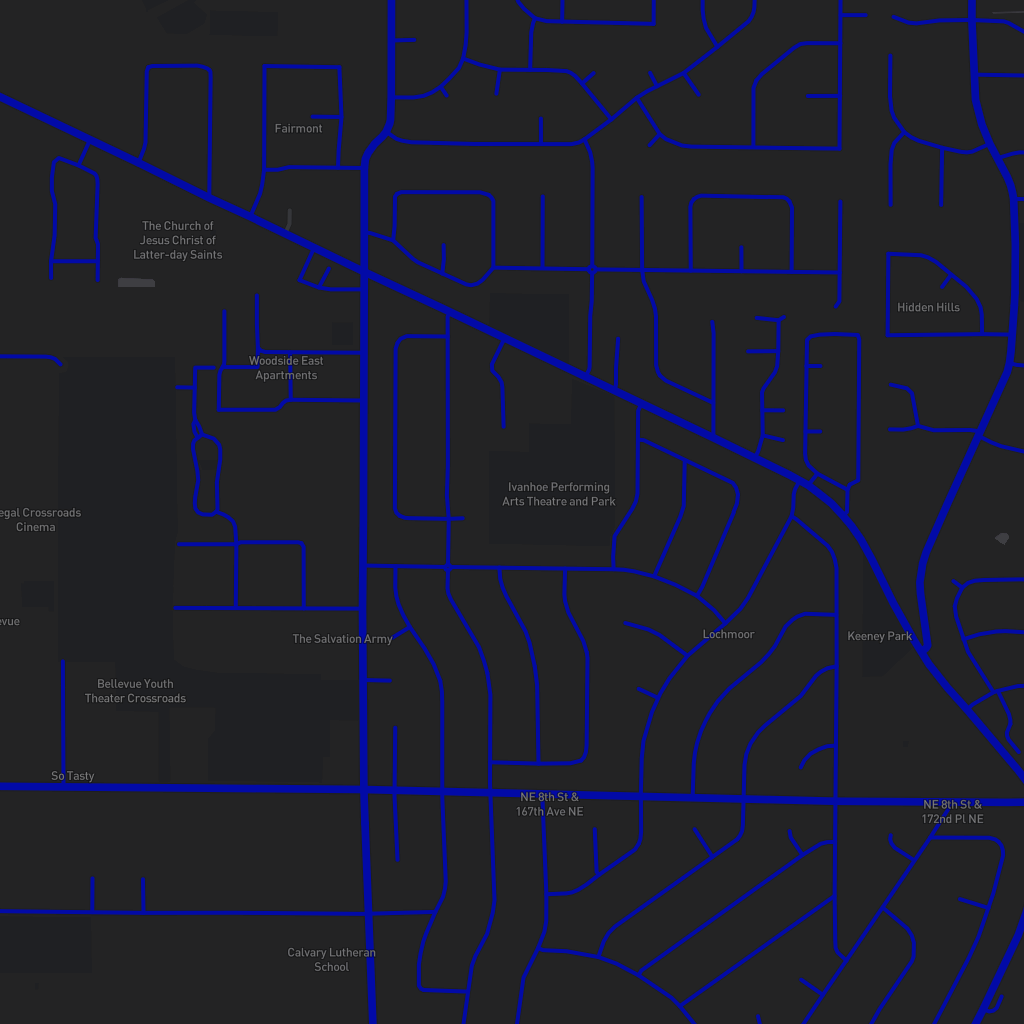 Fairmont
The Church of
Jesus Christ of
Latter-day Saints
Hidden Hills
Woodside East
Apartments
Ivanhoe Performing
Arts Theatre and Park
egal Crossroads
Cinema
evue
The Salvation Army
Lochmoor
Keeney Park
Bellevue Youth
Theater Crossroads
So Tasty
NE 8th St &
167th Ave NE
NE 8th St &
172nd Pl NE
Calvary Lutheran
School